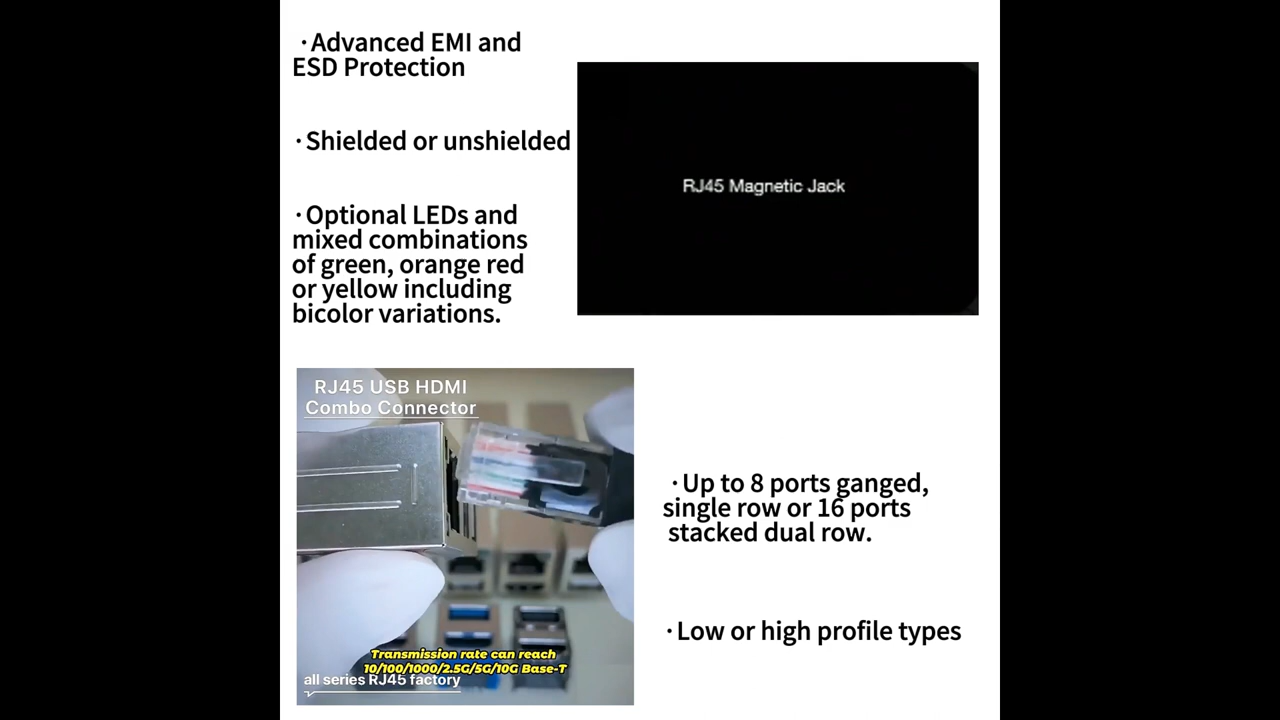 ·Advanced EMI and
ESD Protection
·Shielded or unshielded
·Optional LEDs and
mixed combinations
of green, orange red
or yellow including
bicolor variations.
RJ45 Magnetic Jack
RJ45 USB HDMI
Combo Connector
Transmission rate can reach
10/100/1000/2.5G/5G/10G Base-T
all series RJ45 factory
·Up to 8 ports ganged,
single row or 16 ports
stacked dual row.
·Low or high profile types